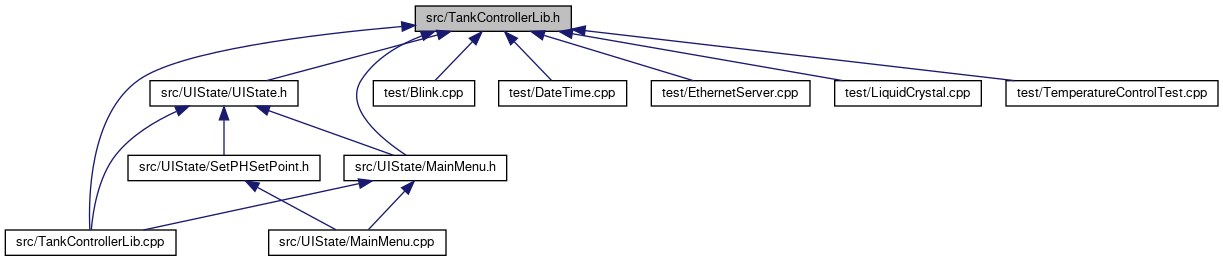 src/TankControllerLib.h
src/UIState/UIState.h
test/Blink.cpp
test/DateTime.cpp
test/EthernetServer.cpp
test/LiquidCrystal.cpp
test/TemperatureControlTest.cpp
src/UIState/SetPHSetPoint.h
src/UIState/MainMenu.h
src/TankControllerLib.cpp
src/UIState/MainMenu.cpp